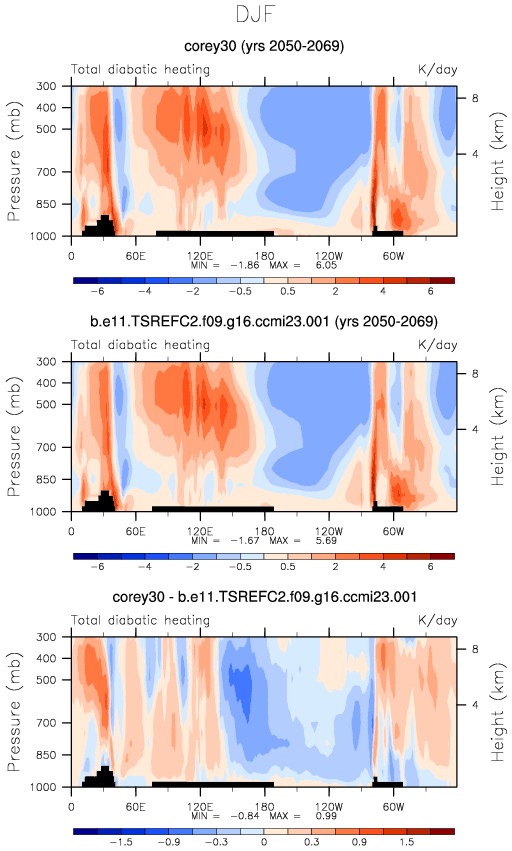 DJF
corey30 (yrs 2050-2069)
Total diabatic heating K/day
300
400
500
700
850
1000
Pressure (mb)
8
4
Height (km)
0 60E 120E 180 120W 60W
MIN = -1.86 MAX = 6.05
-6 -4 -2 -0.5 0.5 2 4 6
b.e11.TSREFC2.f09.g16.ccmi23.001 (yrs 2050-2069)
Total diabatic heating K/day
300
400
500
700
850
1000
Pressure (mb)
8
4
Height (km)
0 60E 120E 180 120W 60W
MIN = -1.67 MAX = 5.69
-6 -4 -2 -0.5 0.5 2 4 6
corey30 - b.e11.TSREFC2.f09.g16.ccmi23.001
Total diabatic heating K/day
300
400
500
700
850
1000
Pressure (mb)
8
4
Height (km)
0 60E 120E 180 120W 60W
MIN = -0.84 MAX = 0.99
-1.5 -0.9 -0.3 0 0.3 0.9 1.5